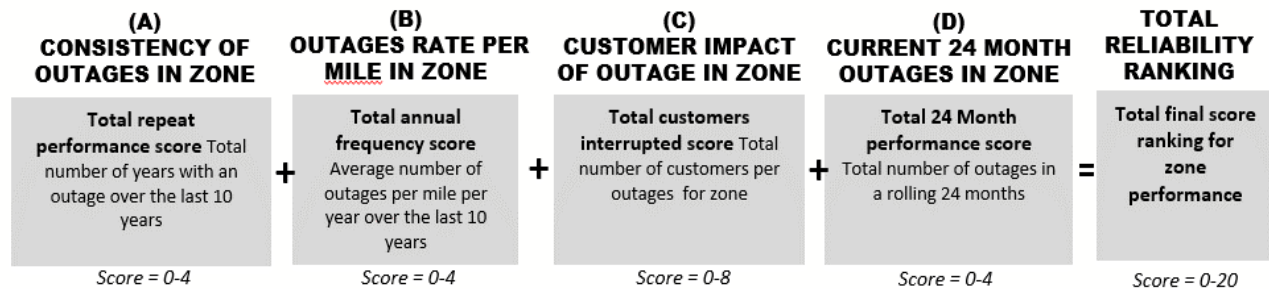 (A)
CONSISTENCY OF
OUTAGES IN ZONE
Total repeat
performance score Total
number of years with an
outage over the last 10
years
Score = 0-4
+
(B)
OUTAGES RATE PER
MILE IN ZONE
Total annual
frequency score
Average number of
outages per mile per
year over the last 10
years
Score = 0-4
+
(C)
CUSTOMER IMPACT
OF OUTAGE IN ZONE
Total customers
interrupted score Total
number of customers per
outages for zone
Score = 0-8
+
(D)
CURRENT 24 MONTH
OUTAGES IN ZONE
Total 24 Month
performance score
Total number of outages in
a rolling 24 months
Score = 0-4
=
TOTAL
RELIABILITY
RANKING
Total final score
ranking for
zone
performance
Score = 0-20